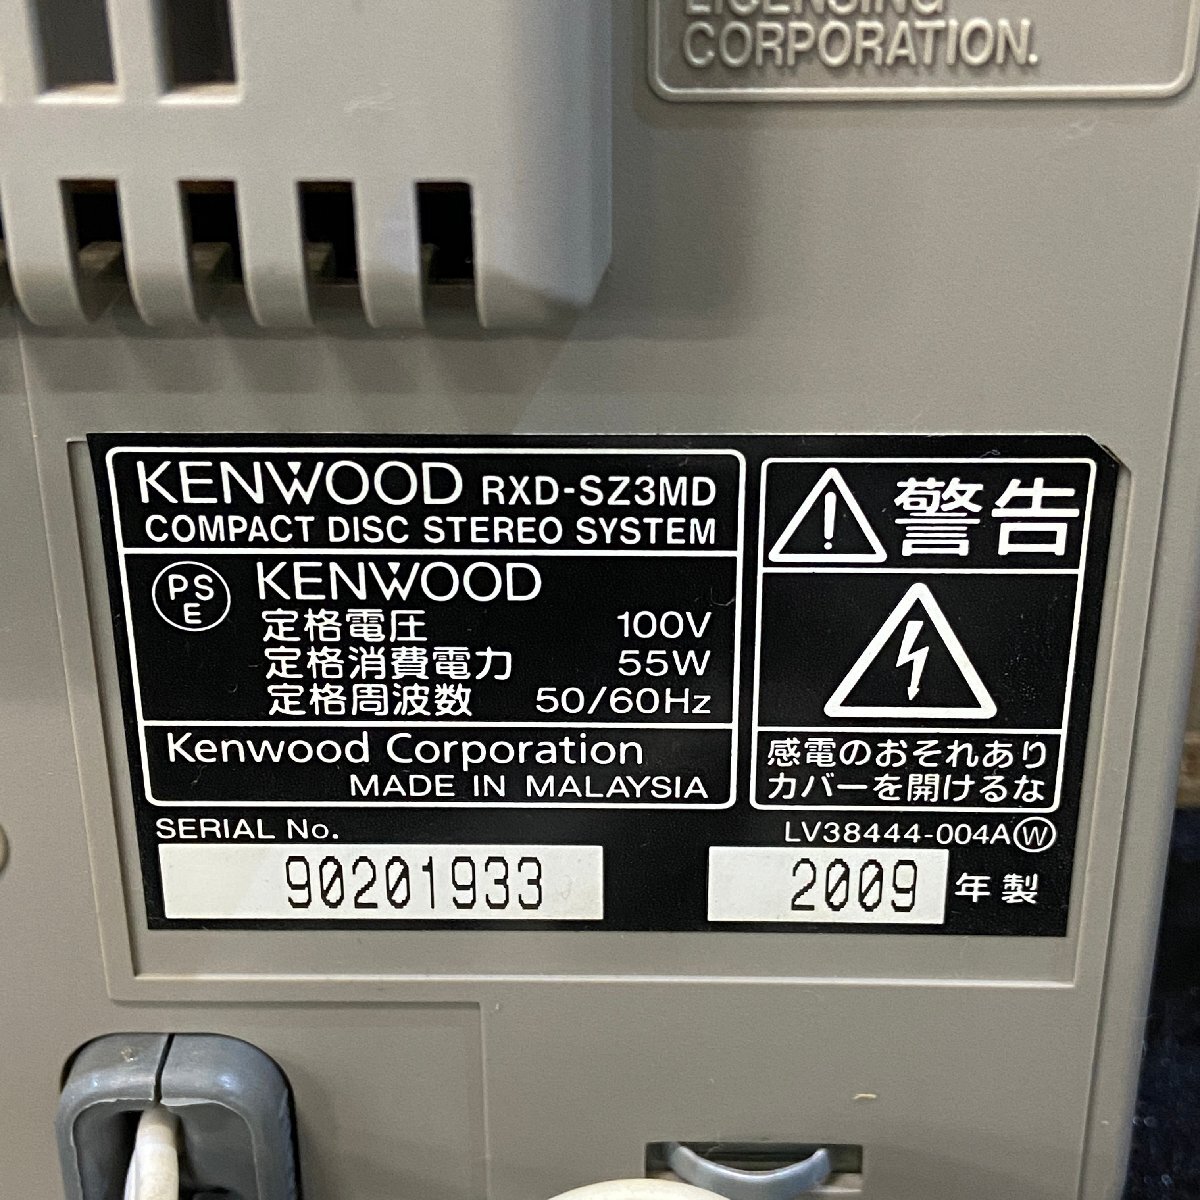 LICENSING
CORPORATION.
KENWOOD RXD-SZ3MD
COMPACT DISC STEREO SYSTEM
PS
E
KENWOOD
定格電圧 100V
定格消費電力 55W
定格周波数 50/60Hz
Kenwood Corporation
MADE IN MALAYSIA
警告
感電のおそれあり
カバーを開けるな
SERIAL No.
LV38444-004AⓌ
90201933
2009 年製